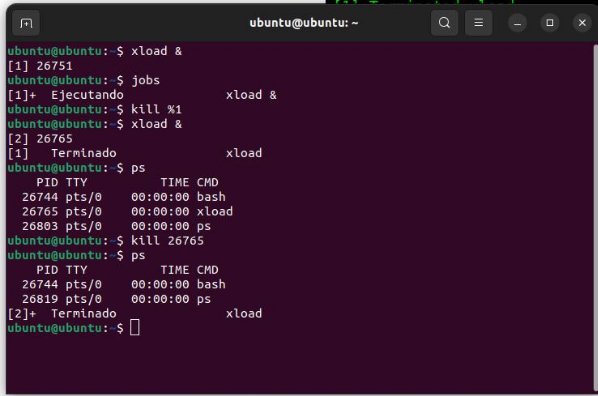 [1] Terminated xload
ubuntu@ubuntu: ~
ubuntu@ubuntu:~$ xload &
[1] 26751
ubuntu@ubuntu:~$ jobs
[1]+  Ejecutando              xload &
ubuntu@ubuntu:~$ kill %1
ubuntu@ubuntu:~$ xload &
[2] 26765
[1]   Terminado               xload
ubuntu@ubuntu:~$ ps
    PID TTY          TIME CMD
  26744 pts/0    00:00:00 bash
  26765 pts/0    00:00:00 xload
  26803 pts/0    00:00:00 ps
ubuntu@ubuntu:~$ kill 26765
ubuntu@ubuntu:~$ ps
    PID TTY          TIME CMD
  26744 pts/0    00:00:00 bash
  26819 pts/0    00:00:00 ps
[2]+  Terminado               xload
ubuntu@ubuntu:~$